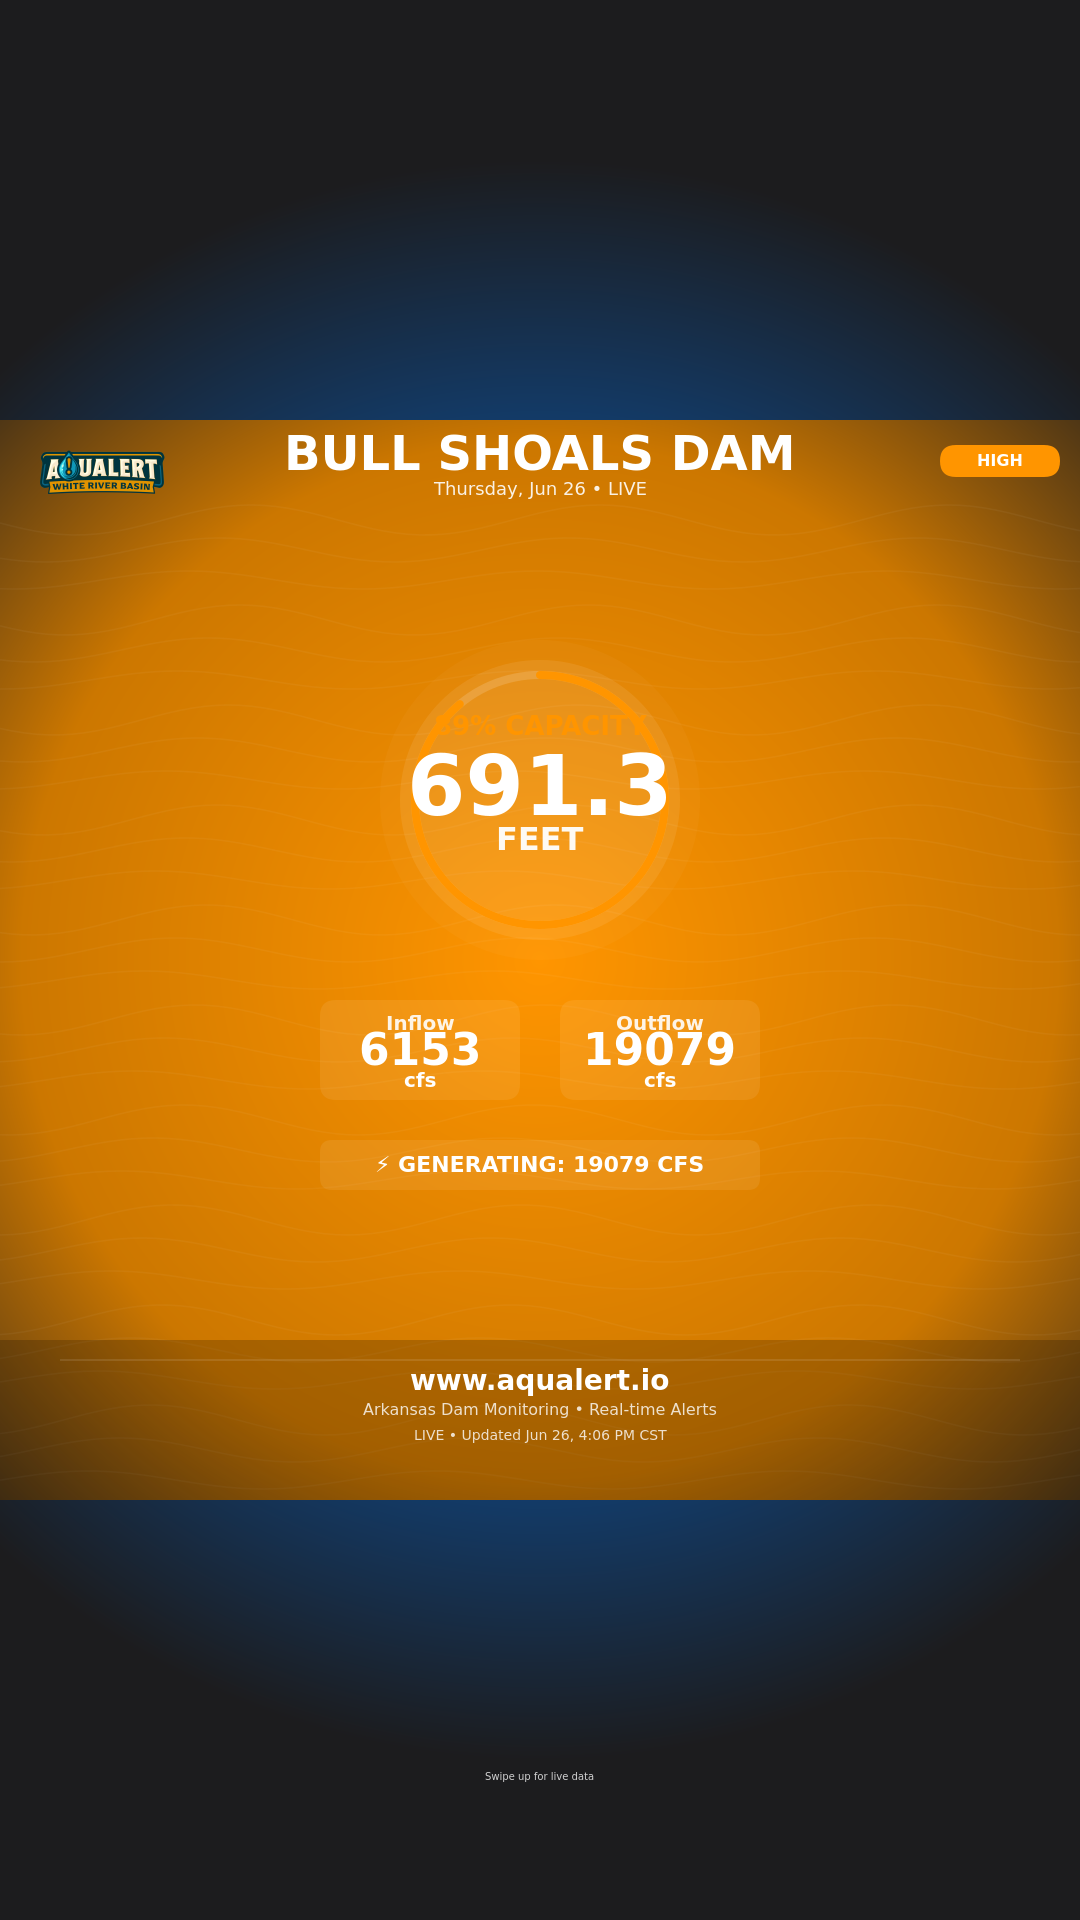 AQUALERT
WHITE RIVER BASIN
BULL SHOALS DAM
Thursday, Jun 26 • LIVE
HIGH
89% CAPACITY
691.3
FEET
Inflow
6153
cfs
Outflow
19079
cfs
⚡ GENERATING: 19079 CFS
www.aqualert.io
Arkansas Dam Monitoring • Real-time Alerts
LIVE • Updated Jun 26, 4:06 PM CST
Swipe up for live data